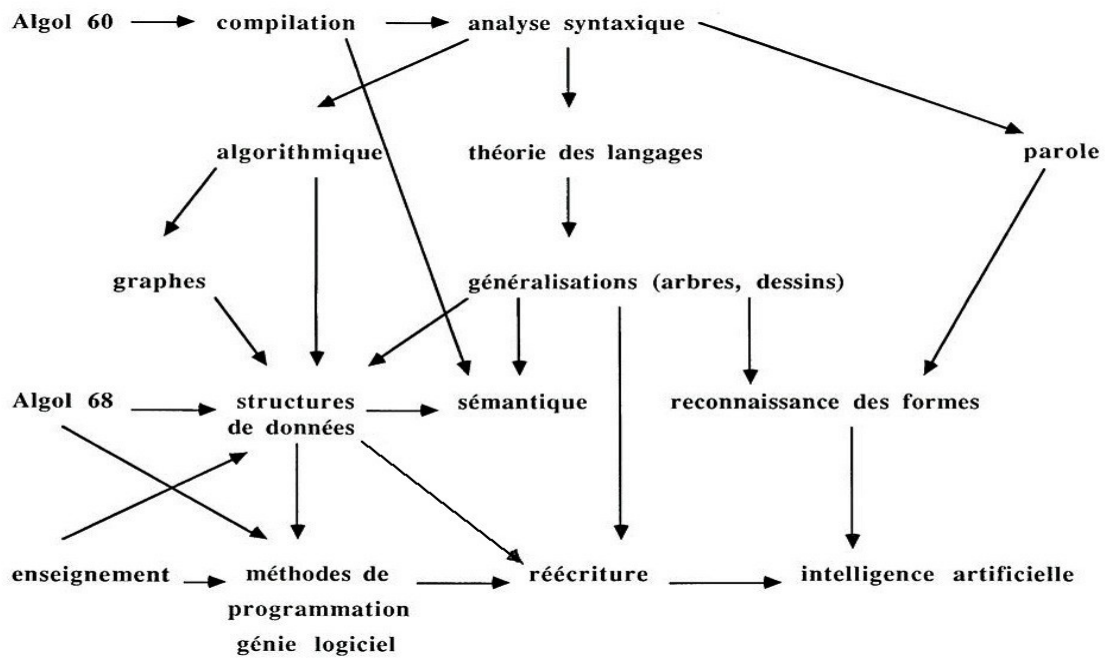 Algol 60 compilation analyse syntaxique
algorithmique théorie des langages parole
graphes généralisations (arbres, dessins)
Algol 68 structures sémantique reconnaissance des formes
de données
enseignement méthodes de réécriture intelligence artificielle
programmation
génie logiciel